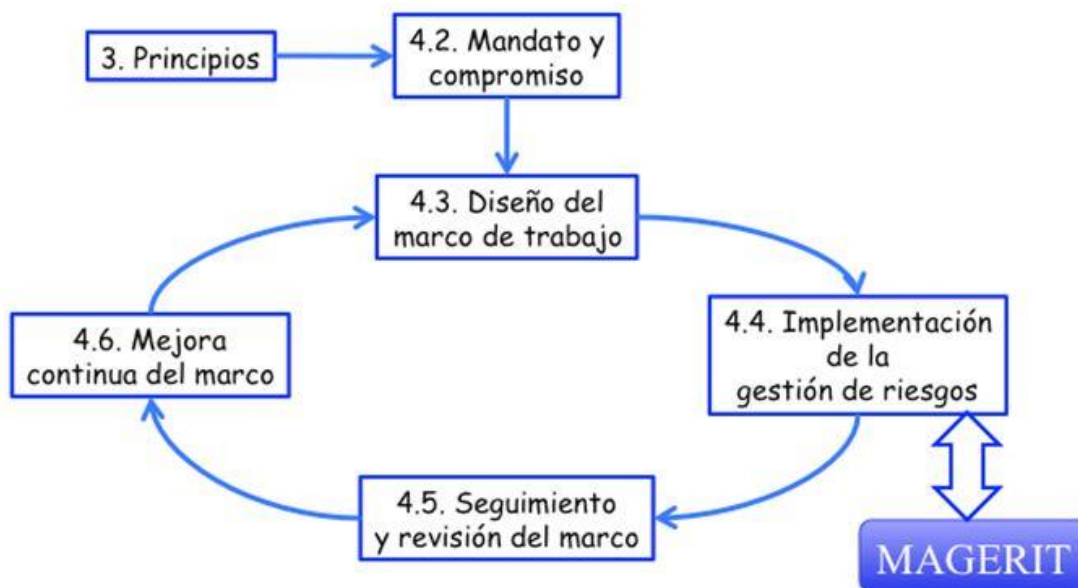 3. Principios
4.2. Mandato y
compromiso
4.3. Diseño del
marco de trabajo
4.4. Implementación
de la
gestión de riesgos
4.5. Seguimiento
y revisión del marco
4.6. Mejora
continua del marco
MAGERIT